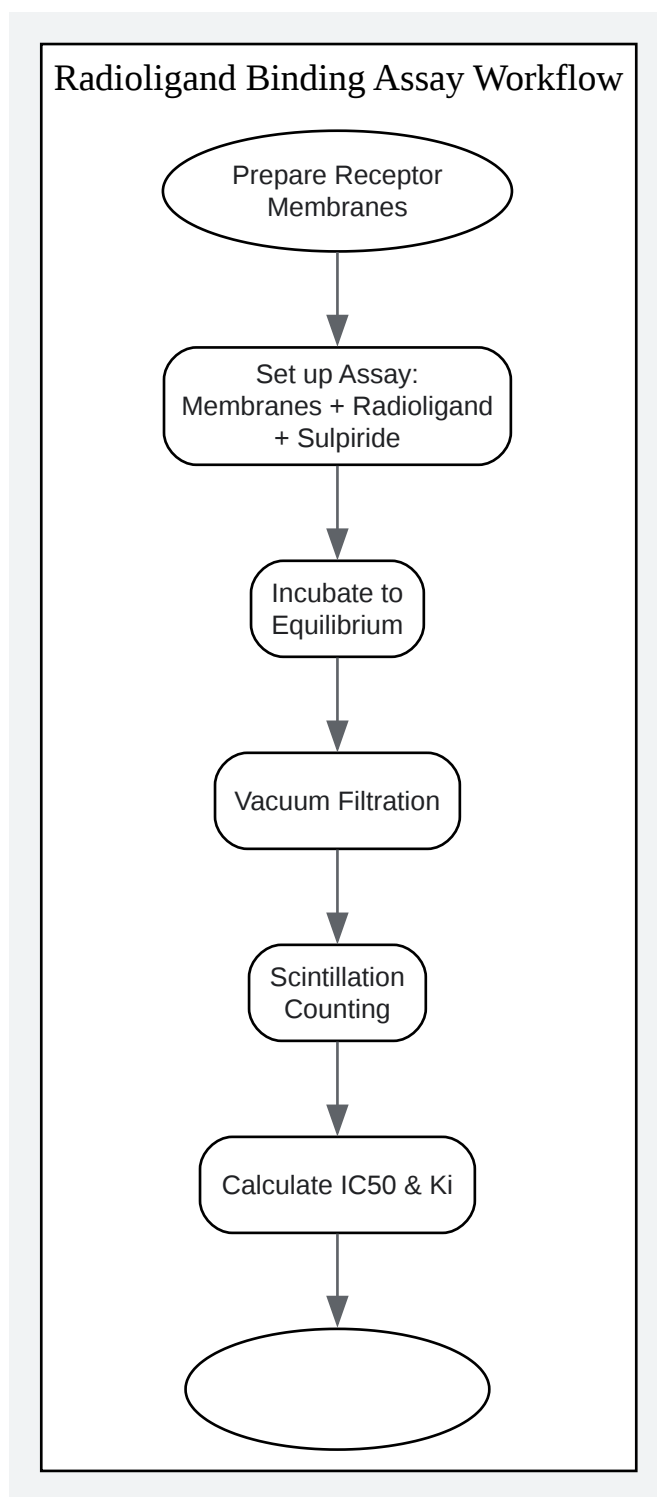 Radioligand Binding Assay Workflow
Prepare Receptor
Membranes
Set up Assay:
Membranes + Radioligand
+ Sulpiride
Incubate to
Equilibrium
Vacuum Filtration
Scintillation
Counting
Calculate IC50 & Ki